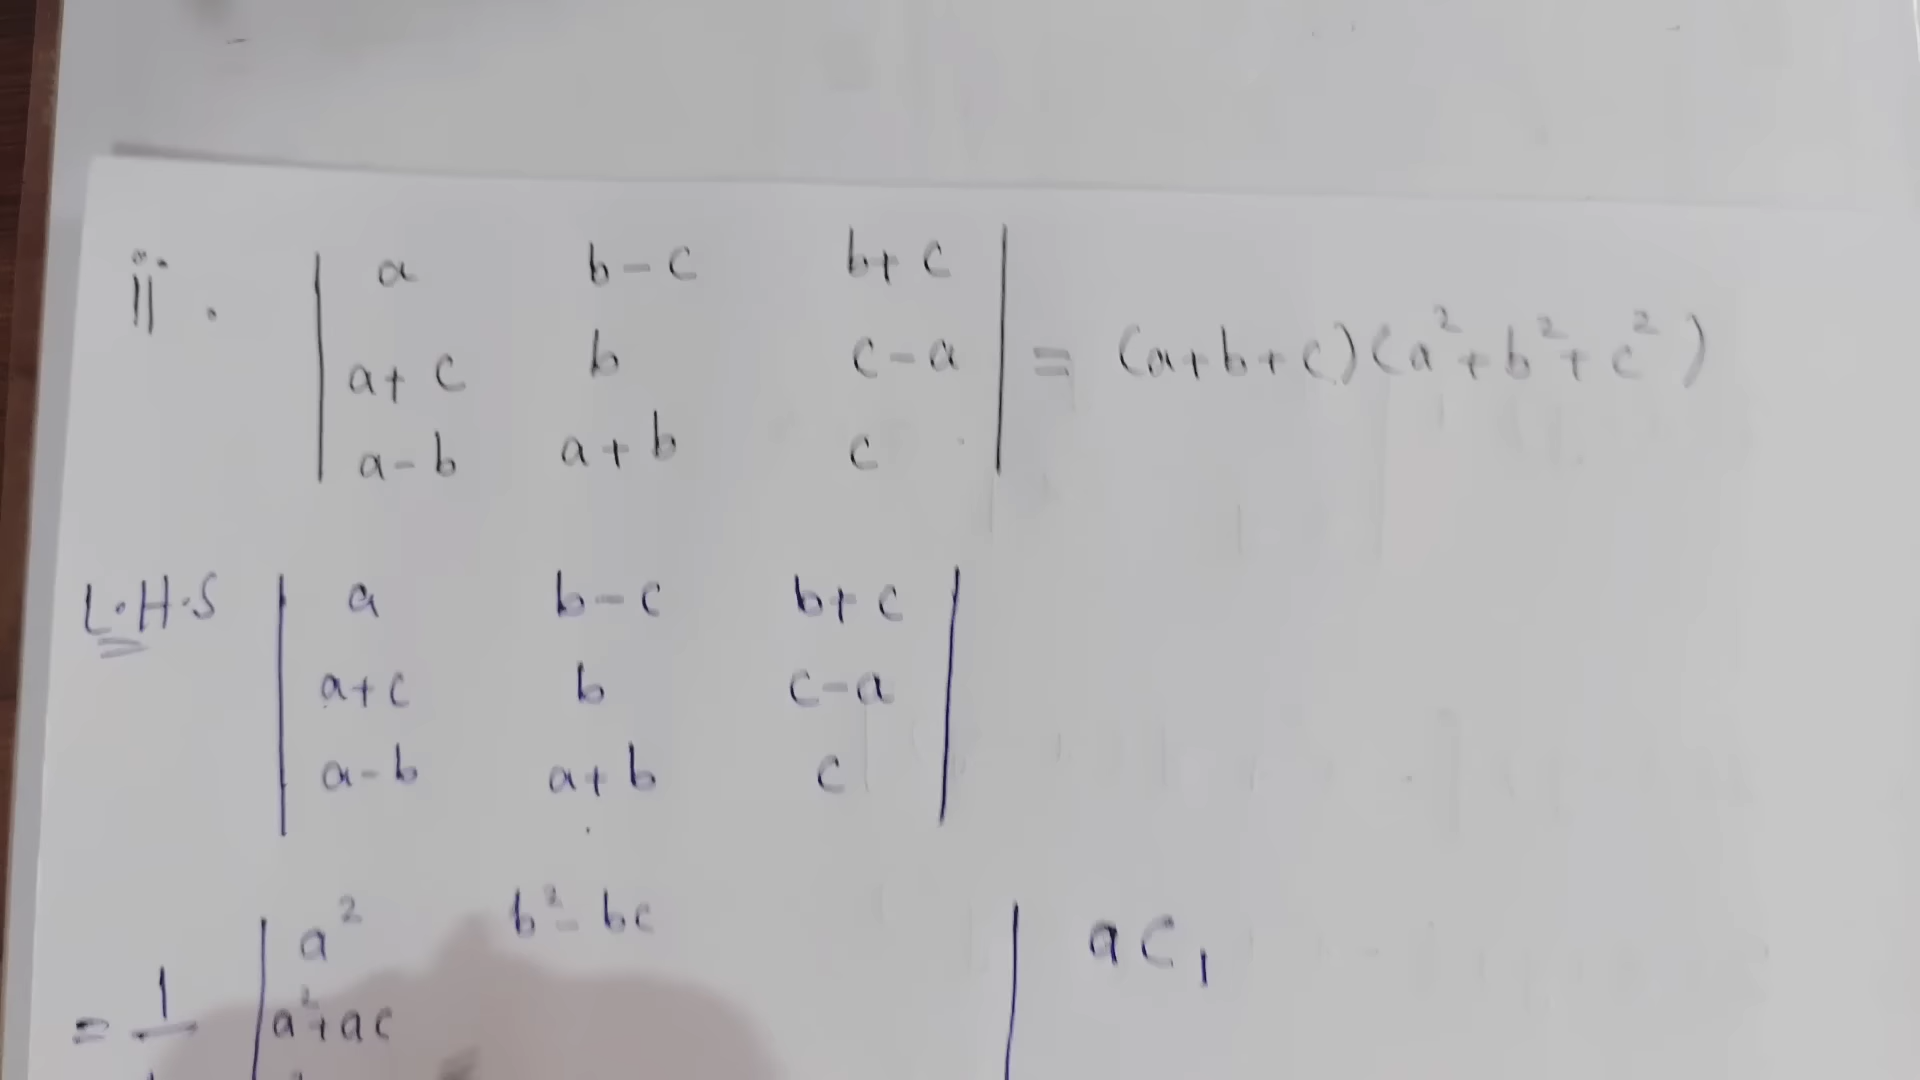 ii. | a b-c b+c |
| a+c b c-a | = (a+b+c)(a²+b²+c²)
| a-b a+b c |
L.H.S | a b-c b+c |
| a+c b c-a |
| a-b a+b c |
| a² b²-bc | aC₁
= 1 | a²+ac